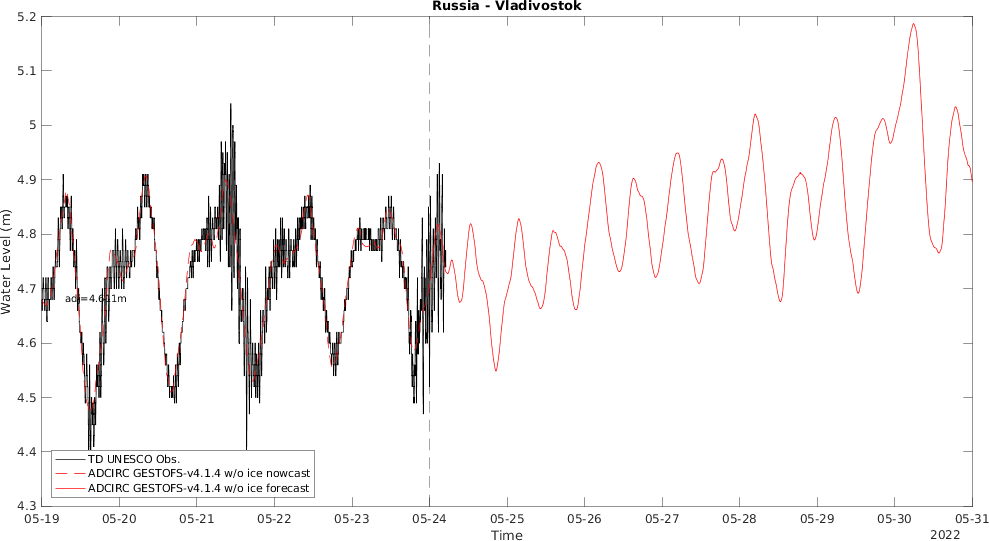 Russia - Vladivostok
5.2
5.1
5
4.9
4.8
4.7
4.6
4.5
4.4
4.3
Water Level (m)
adj=4.611m
TD UNESCO Obs.
ADCIRC GESTOFS-v4.1.4 w/o ice nowcast
ADCIRC GESTOFS-v4.1.4 w/o ice forecast
05-19 05-20 05-21 05-22 05-23 05-24 05-25 05-26 05-27 05-28 05-29 05-30 05-31
Time
2022